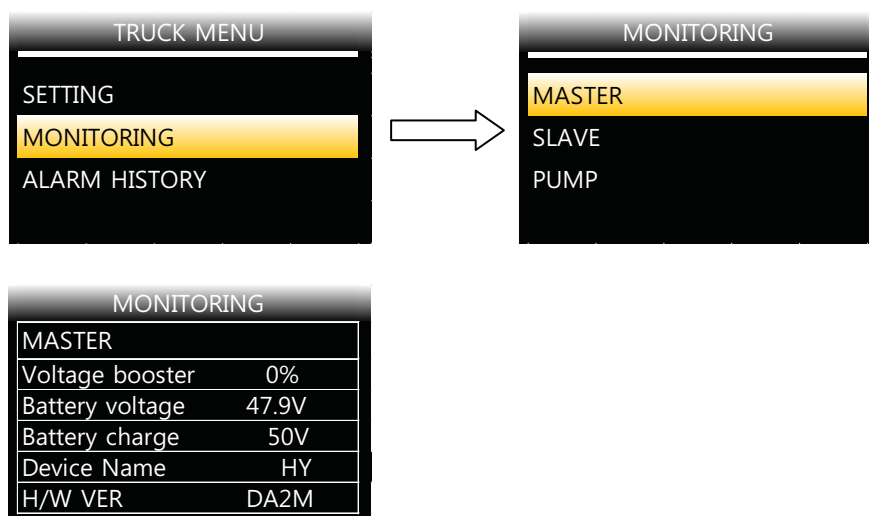 TRUCK MENU
SETTING
MONITORING
ALARM HISTORY
MONITORING
MASTER
SLAVE
PUMP
MONITORING
MASTER
Voltage booster 0%
Battery voltage 47.9V
Battery charge 50V
Device Name HY
H/W VER DA2M